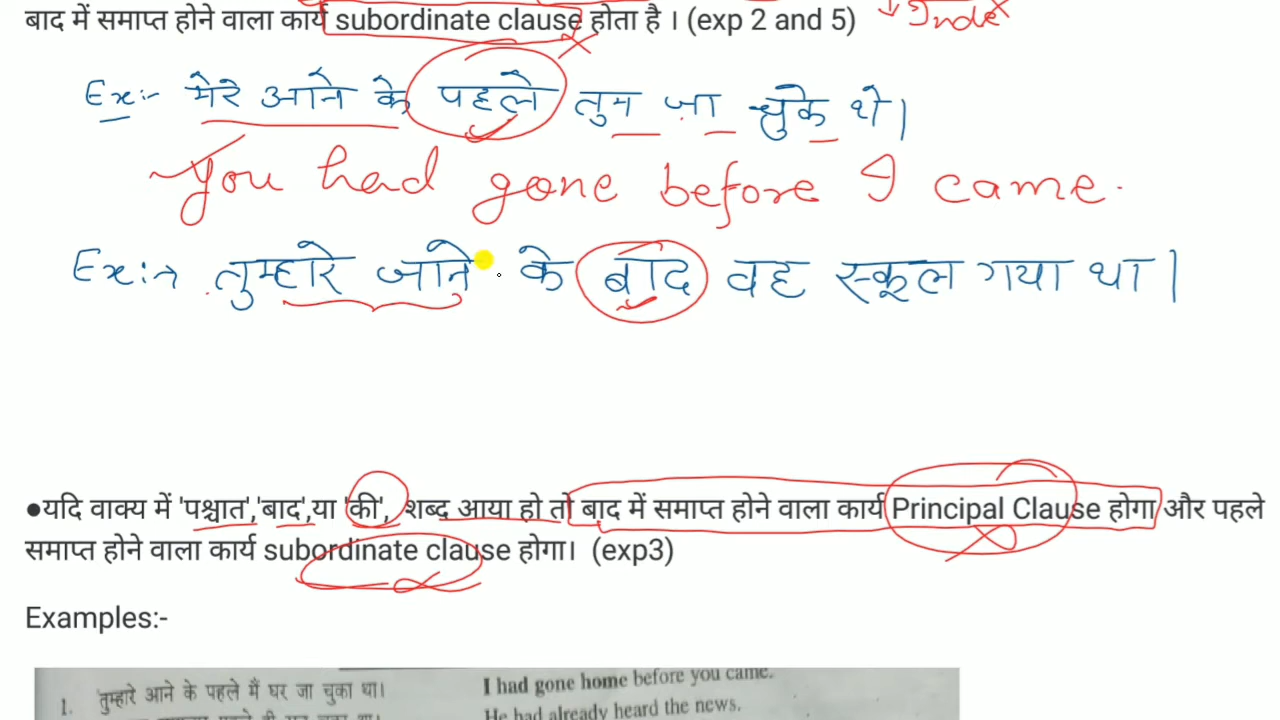 बाद में समाप्त होने वाला कार्य subordinate clause होता है । (exp 2 and 5)
Ex:- मेरे आने के पहले तुम जा चुके थे।
You had gone before I came.
Ex:→ तुम्हारे जाने के बाद वह स्कूल गया था।
●यदि वाक्य में 'पश्चात','बाद',या 'की', शब्द आया हो तो बाद में समाप्त होने वाला कार्य Principal Clause होगा और पहले
समाप्त होने वाला कार्य subordinate clause होगा। (exp3)
Examples:-
1. तुम्हारे आने के पहले मैं घर जा चुका था। I had gone home before you came.
He had already heard the news.